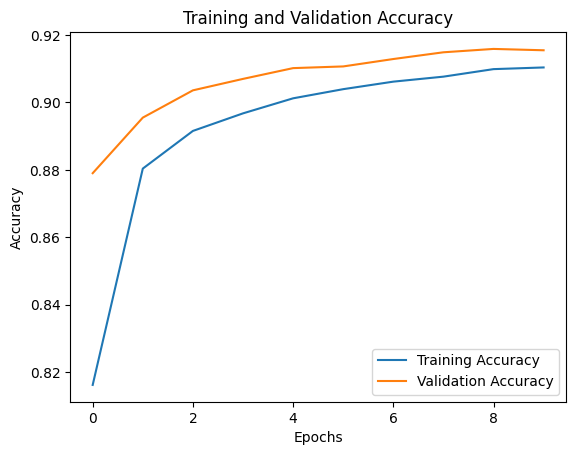 Training and Validation Accuracy
0.92
0.90
0.88
0.86
0.84
0.82
Accuracy
0
2
4
6
8
Epochs
Training Accuracy
Validation Accuracy